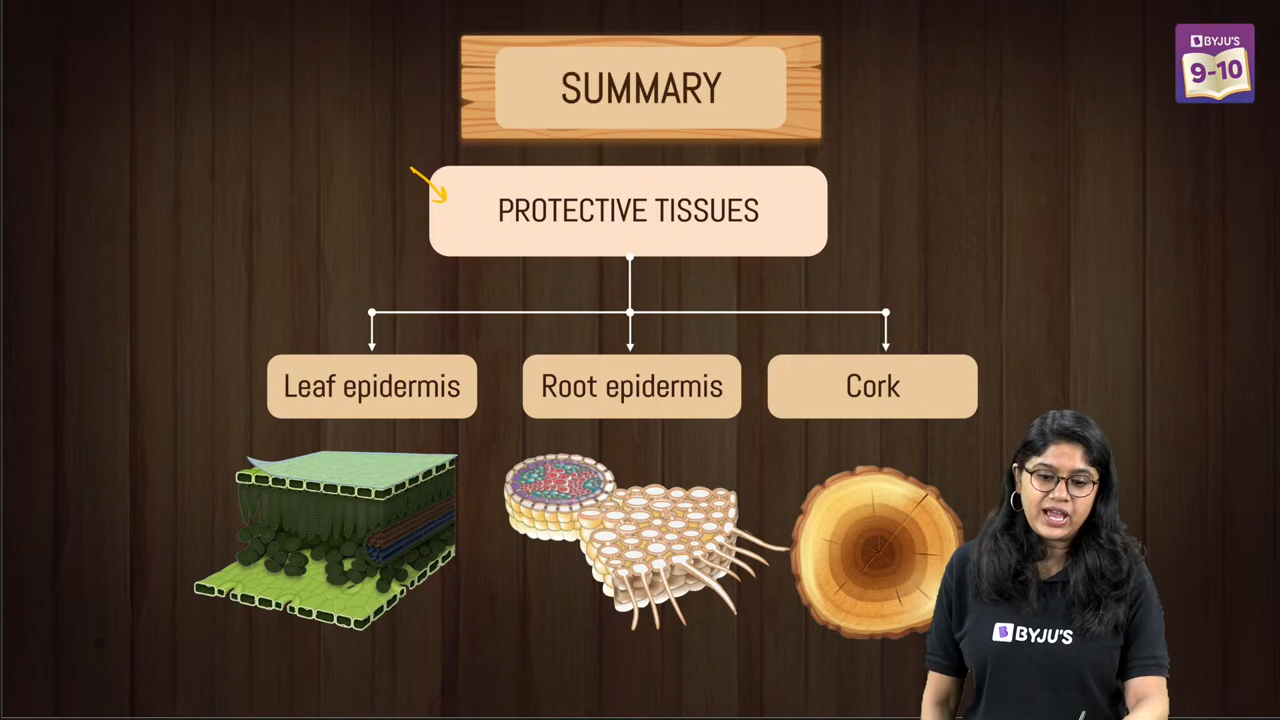 BYJU'S
9-10
SUMMARY
PROTECTIVE TISSUES
Leaf epidermis
Root epidermis
Cork
BYJU'S